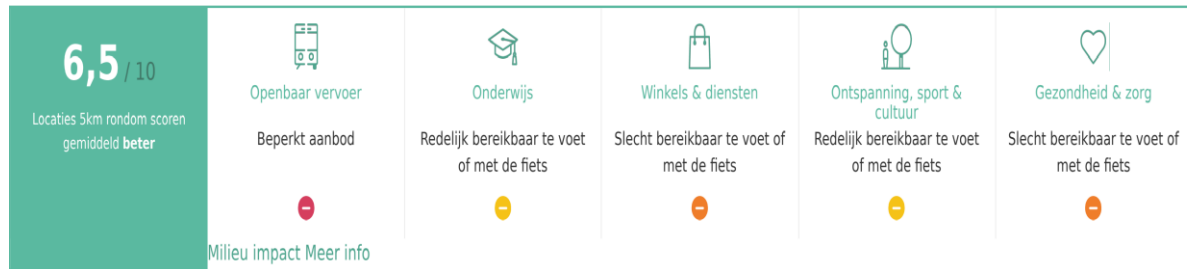 6,5 / 10
Locaties 5km rondom scoren
gemiddeld beter
Openbaar vervoer
Beperkt aanbod
Onderwijs
Redelijk bereikbaar te voet
of met de fiets
Winkels & diensten
Slecht bereikbaar te voet of
met de fiets
Ontspanning, sport &
cultuur
Redelijk bereikbaar te voet
of met de fiets
Gezondheid & zorg
Slecht bereikbaar te voet of
met de fiets
Milieu impact Meer info